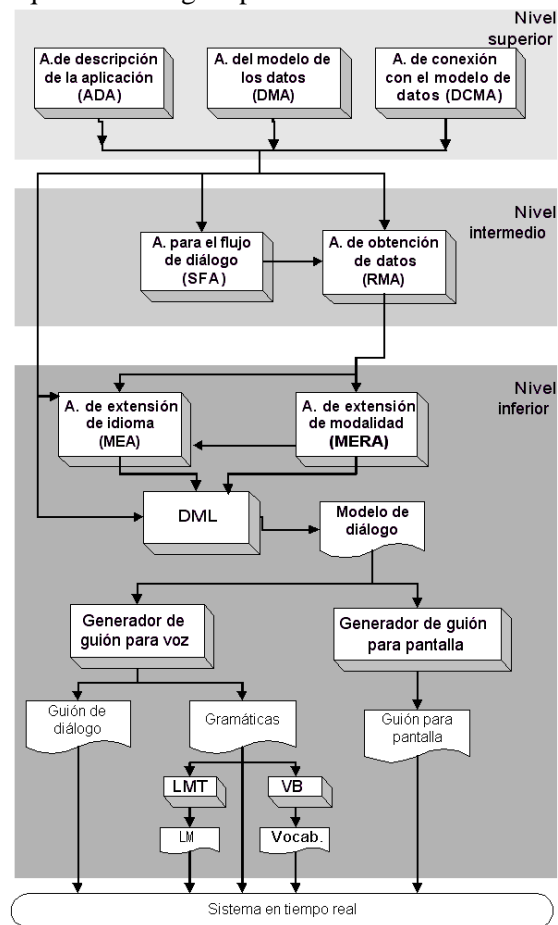 Nivel
superior
A.de descripción
de la aplicación
(ADA)
A. del modelo de
los datos
(DMA)
A. de conexión
con el modelo de
datos (DCMA)
Nivel
intermedio
A. para el flujo
de diálogo
(SFA)
A. de obtención
de datos
(RMA)
Nivel
inferior
A. de extensión
de idioma
(MEA)
A. de extensión
de modalidad
(MERA)
DML
Modelo de
diálogo
Generador de
guión para voz
Generador de guión
para pantalla
Guión de
diálogo
Gramáticas
Guión para
pantalla
LMT
VB
LM
Vocab.
Sistema en tiempo real